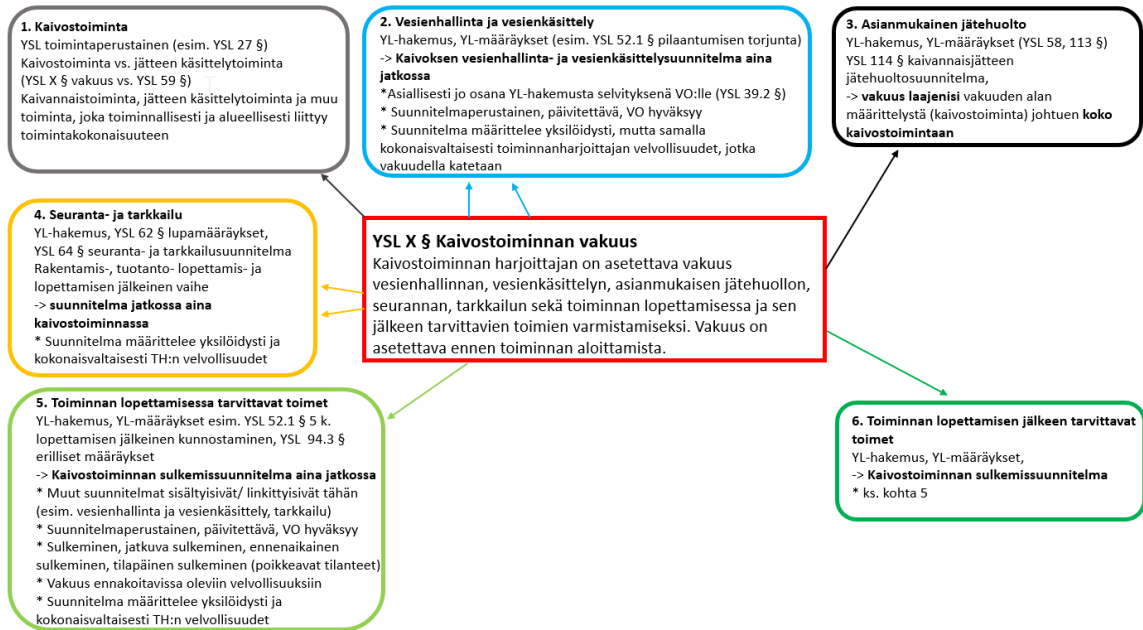 1. Kaivostoiminta
YSL toimintaperustainen (esim. YSL 27 §)
Kaivostoiminta vs. jätteen käsittelytoiminta
(YSL X § vakuus vs. YSL 59 §)
Kaivannaistoiminta, jätteen käsittelytoiminta ja muu
toiminta, joka toiminnallisesti ja alueellisesti liittyy
toimintakokonaisuuteen
2. Vesienhallinta ja vesienkäsittely
YL-hakemus, YL-määräykset (esim. YSL 52.1 § pilaantumisen torjunta)
-> Kaivoksen vesienhallinta- ja vesienkäsittelysuunnitelma aina
jatkossa
*Asiallisesti jo osana YL-hakemusta selvityksenä VO:lle (YSL 39.2 §)
* Suunnitelmaperustainen, päivitettävä, VO hyväksyy
* Suunnitelma määrittelee yksilöidysti, mutta samalla
kokonaisvaltaisesti toiminnanharjoittajan velvollisuudet, jotka
vakuudella katetaan
3. Asianmukainen jätehuolto
YL-hakemus, YL-määräykset (YSL 58, 113 §)
YSL 114 § kaivannaisjätteen
jätehuoltosuunnitelma,
-> vakuus laajenisi vakuuden alan
määrittelystä (kaivostoiminta) johtuen koko
kaivostoimintaan
4. Seuranta- ja tarkkailu
YL-hakemus, YSL 62 § lupamääräykset,
YSL 64 § seuranta- ja tarkkailusuunnitelma
Rakentamis-, tuotanto- lopettamis- ja
lopettamisen jälkeinen vaihe
-> suunnitelma jatkossa aina
kaivostoiminnassa
* Suunnitelma määrittelee yksilöidysti ja
kokonaisvaltaisesti TH:n velvollisuudet
YSL X § Kaivostoiminnan vakuus
Kaivostoiminnan harjoittajan on asetettava vakuus
vesienhallinnan, vesienkäsittelyn, asianmukaisen jätehuollon,
seurannan, tarkkailun sekä toiminnan lopettamisessa ja sen
jälkeen tarvittavien toimien varmistamiseksi. Vakuus on
asetettava ennen toiminnan aloittamista.
5. Toiminnan lopettamisessa tarvittavat toimet
YL-hakemus, YL-määräykset esim. YSL 52.1 § 5 k.
lopettamisen jälkeinen kunnostaminen, YSL 94.3 §
erilliset määräykset
-> Kaivostoiminnan sulkemissuunnitelma aina jatkossa
* Muut suunnitelmat sisältyisivät/ linkittyisivät tähän
(esim. vesienhallinta ja vesienkäsittely, tarkkailu)
* Suunnitelmaperustainen, päivitettävä, VO hyväksyy
* Sulkeminen, jatkuva sulkeminen, ennenaikainen
sulkeminen, tilapäinen sulkeminen (poikkeavat tilanteet)
* Vakuus ennakoitavissa oleviin velvollisuuksiin
* Suunnitelma määrittelee yksilöidysti ja
kokonaisvaltaisesti TH:n velvollisuudet
6. Toiminnan lopettamisen jälkeen tarvittavat
toimet
YL-hakemus, YL-määräykset,
-> Kaivostoiminnan sulkemissuunnitelma
* ks. kohta 5